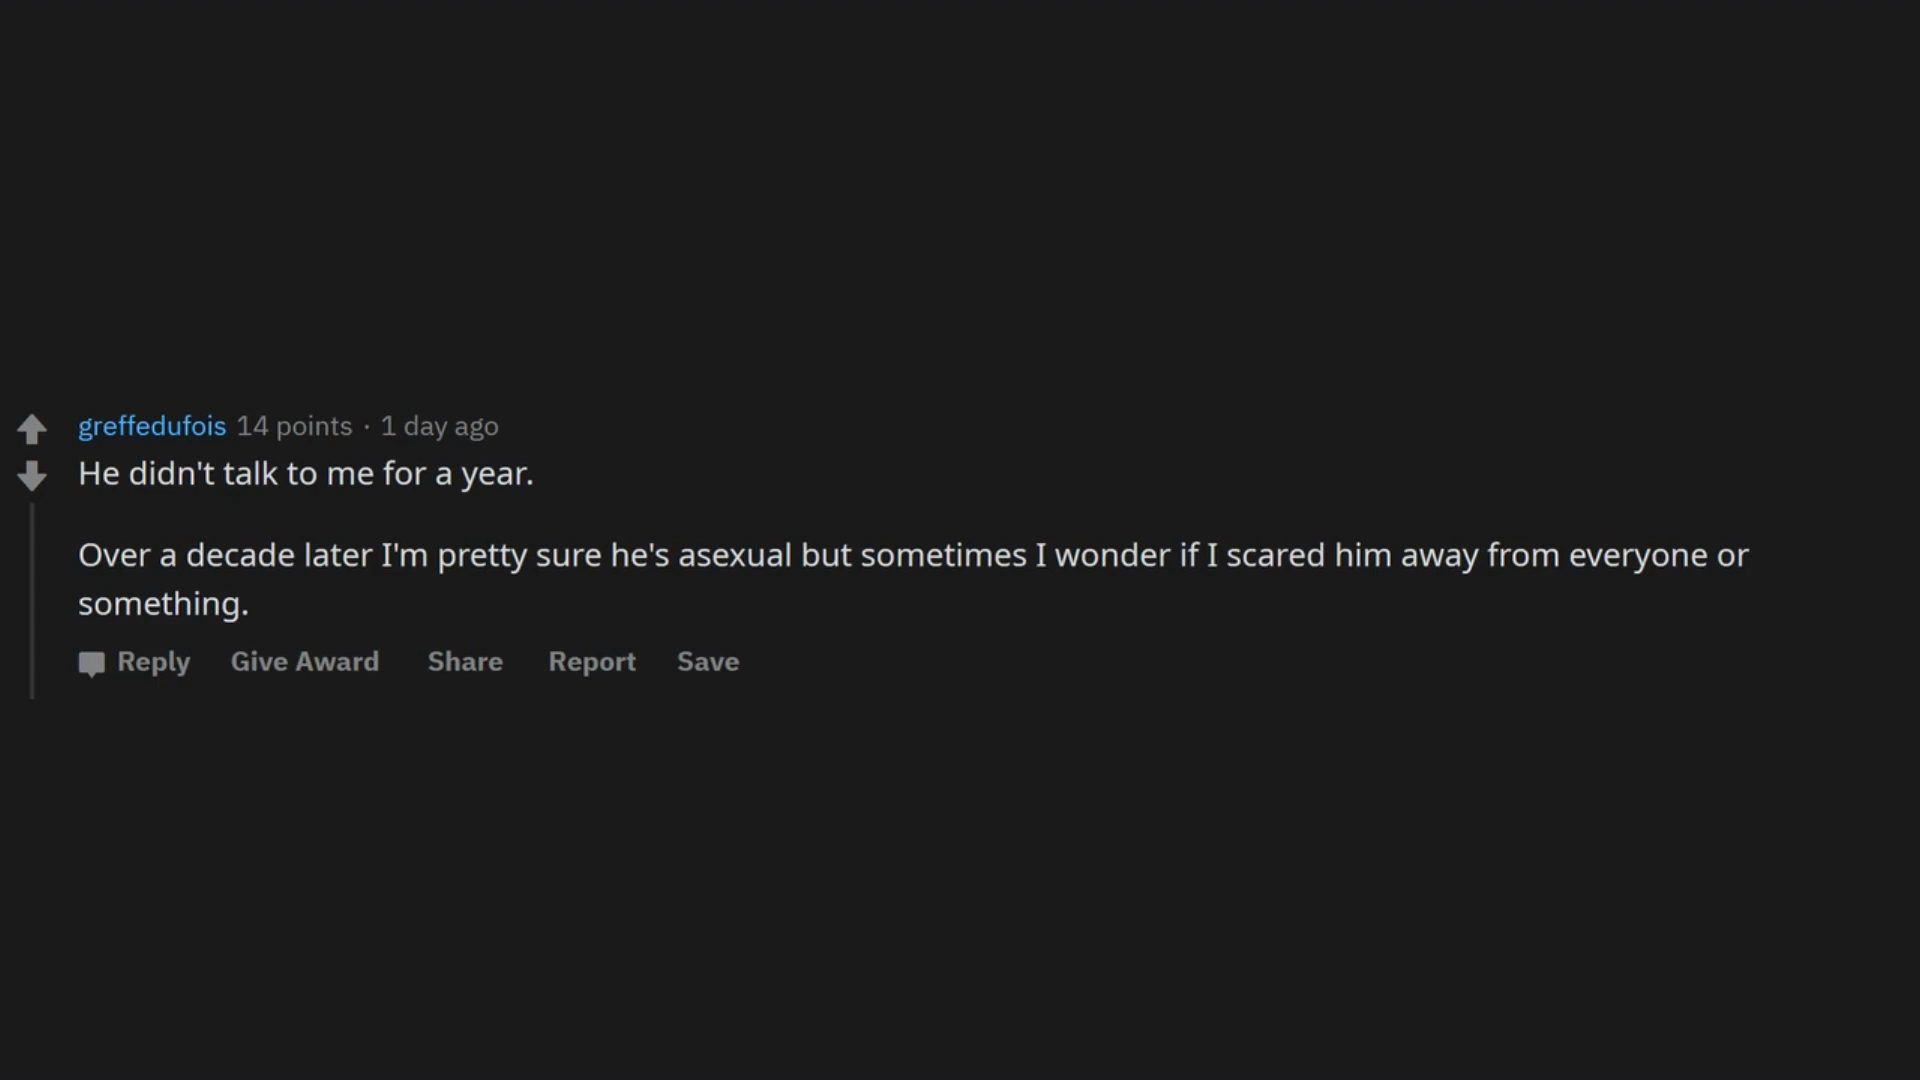 greffedufois 14 points · 1 day ago
He didn't talk to me for a year.
Over a decade later I'm pretty sure he's asexual but sometimes I wonder if I scared him away from everyone or
something.
Reply Give Award Share Report Save